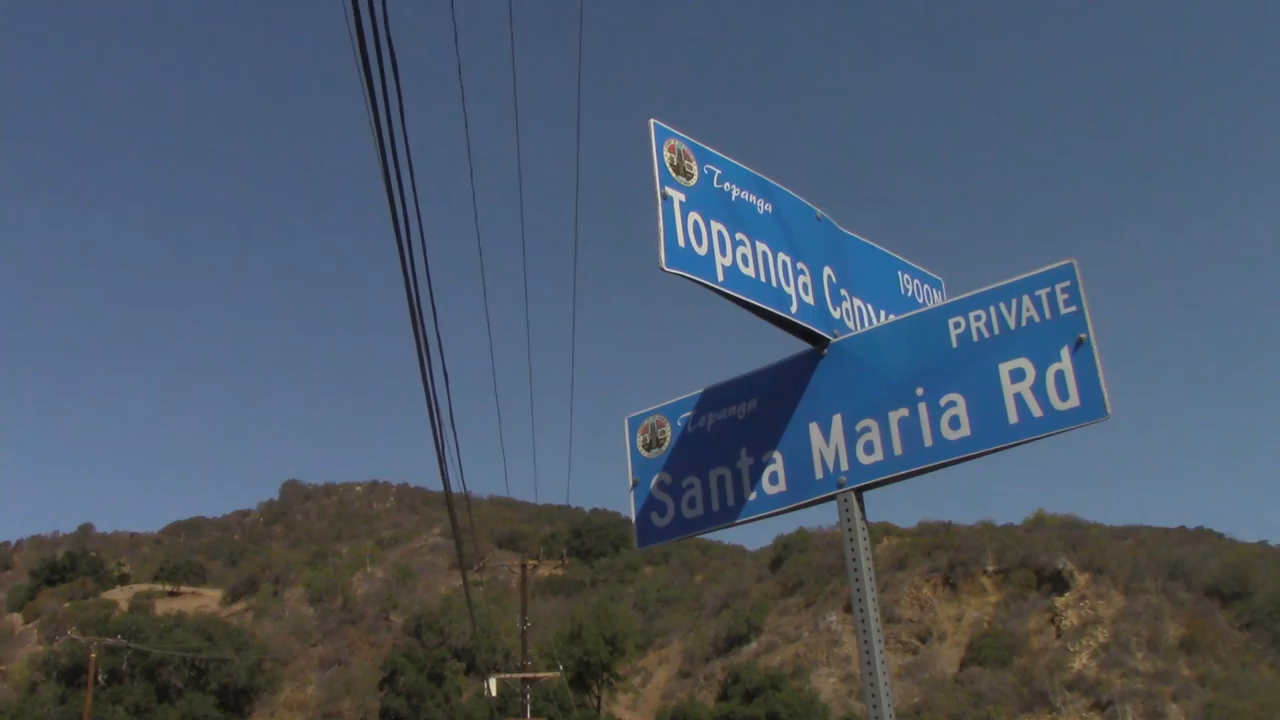 Topanga
Topanga Canyo
1900N
PRIVATE
Topanga
Santa Maria Rd